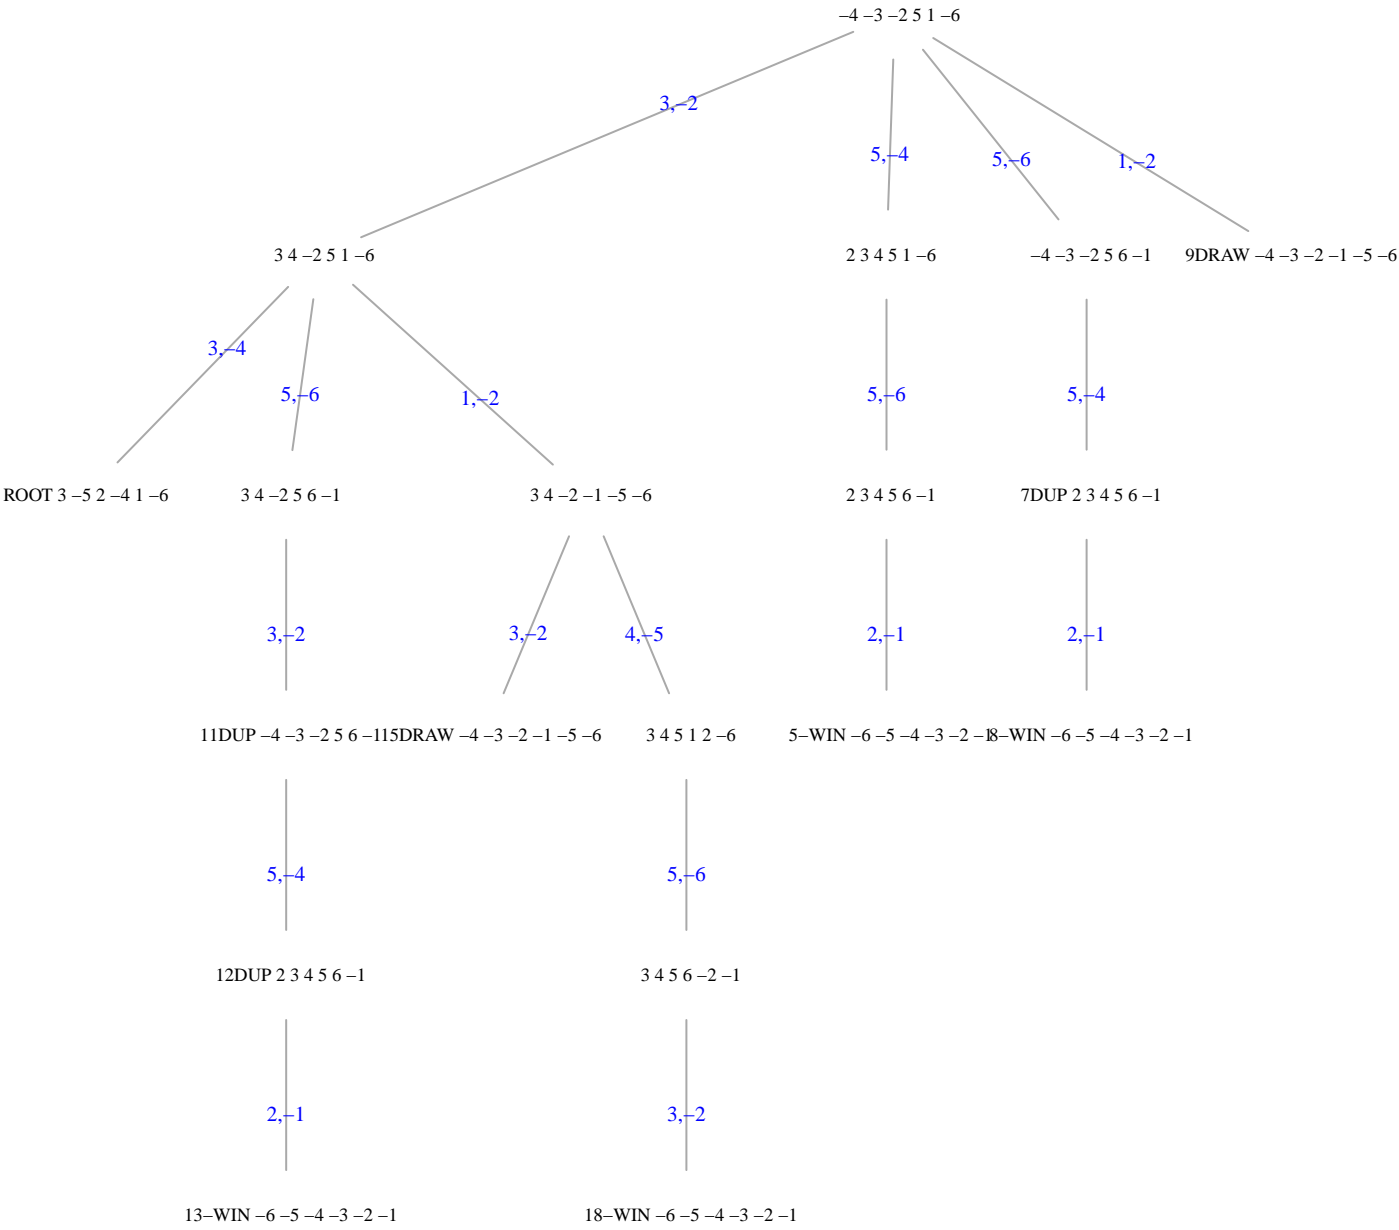 –4 –3 –2 5 1 –6
3,–2
5,–4
5,–6
1,–2
3 4 –2 5 1 –6
2 3 4 5 1 –6
–4 –3 –2 5 6 –1
9DRAW –4 –3 –2 –1 –5 –6
3,–4
5,–6
1,–2
5,–6
5,–4
ROOT 3 –5 2 –4 1 –6
3 4 –2 5 6 –1
3 4 –2 –1 –5 –6
2 3 4 5 6 –1
7DUP 2 3 4 5 6 –1
3,–2
3,–2
4,–5
2,–1
2,–1
11DUP –4 –3 –2 5 6 –1
15DRAW –4 –3 –2 –1 –5 –6
3 4 5 1 2 –6
5–WIN –6 –5 –4 –3 –2 –1
8–WIN –6 –5 –4 –3 –2 –1
5,–4
5,–6
12DUP 2 3 4 5 6 –1
3 4 5 6 –2 –1
2,–1
3,–2
13–WIN –6 –5 –4 –3 –2 –1
18–WIN –6 –5 –4 –3 –2 –1